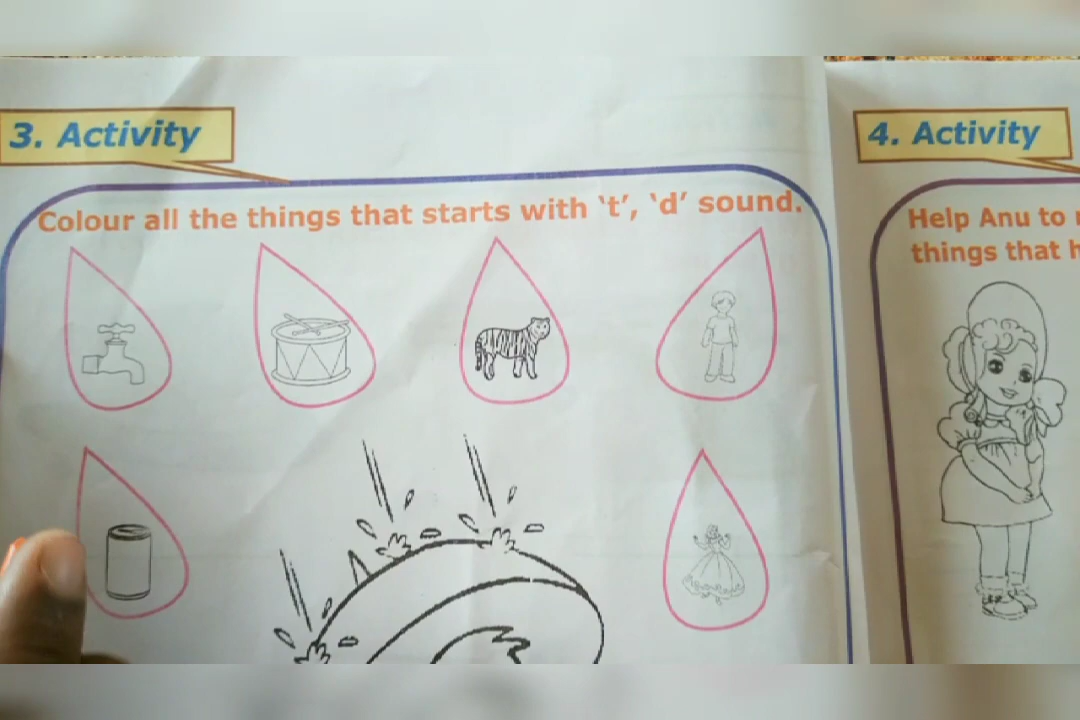 3. Activity
Colour all the things that starts with ‘t’, ‘d’ sound.
4. Activity
Help Anu to
things that